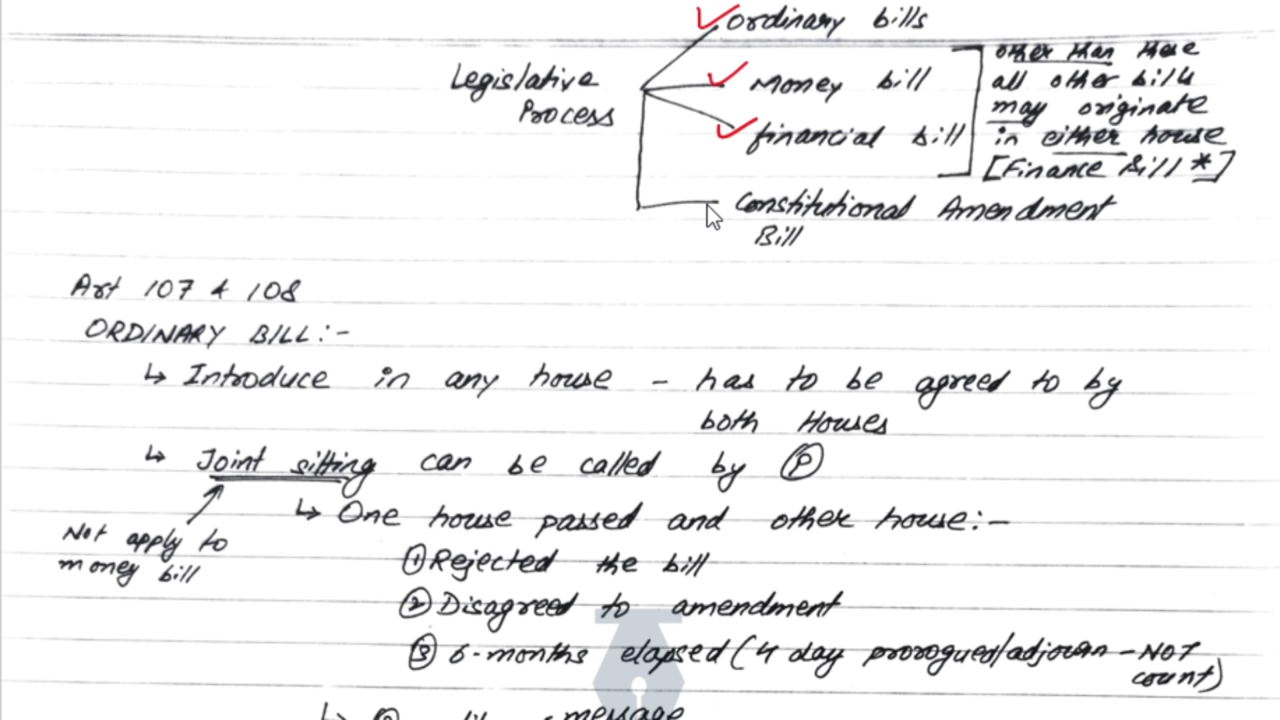 ordinary bills
Legislative
Process
Money bill
financial bill
other than these
all other bills
may originate
in either house
[Finance Bill *]
Constitutional Amendment
Bill
Art 107 & 108
ORDINARY BILL:-
↳ Introduce in any house - has to be agreed to by
both Houses
↳ Joint sitting can be called by Ⓟ
Not apply to
money bill
↳ One house passed and other house:-
① Rejected the bill
② Disagreed to amendment
③ 6-months elapsed (4 day prorogued/adjourn - NOT
count)
message